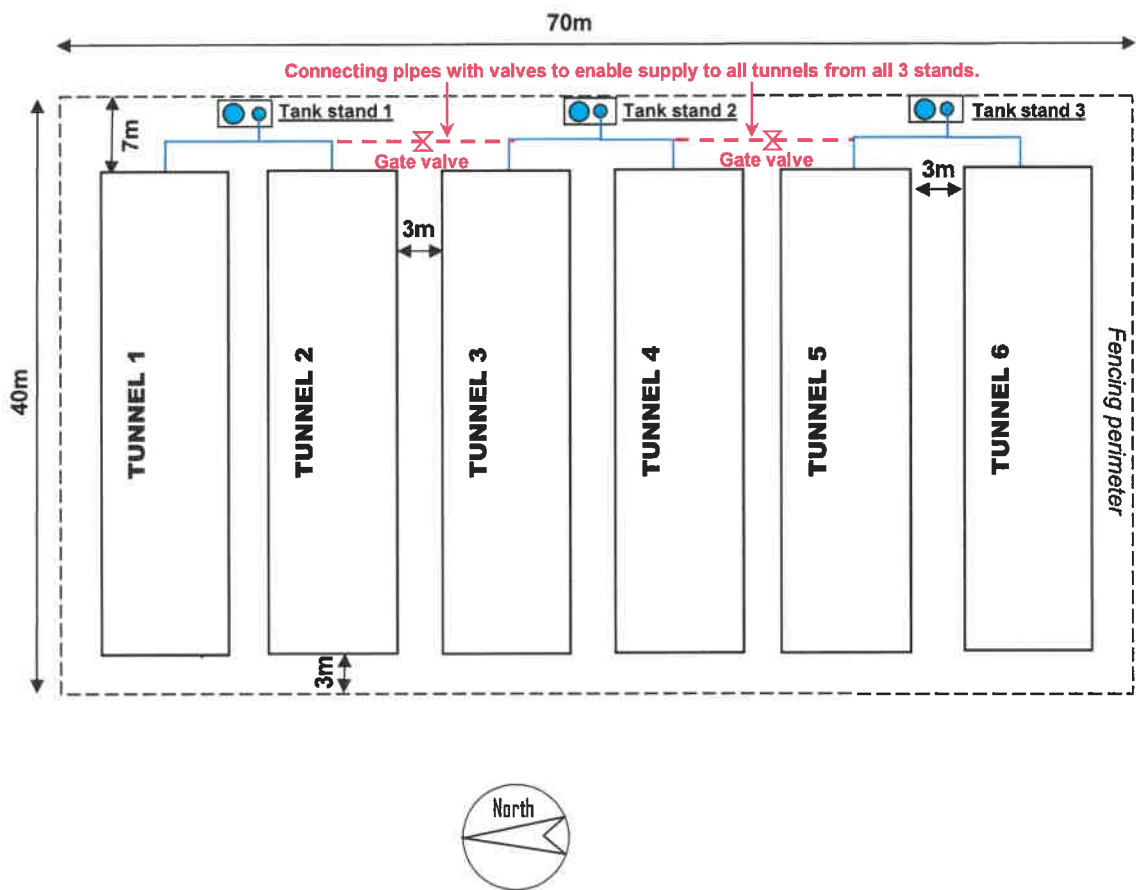 70m
Connecting pipes with valves to enable supply to all tunnels from all 3 stands.
Tank stand 1
Tank stand 2
Tank stand 3
7m
Gate valve
Gate valve
3m
3m
40m
TUNNEL 1
TUNNEL 2
TUNNEL 3
TUNNEL 4
TUNNEL 5
TUNNEL 6
Fencing perimeter
3m
North